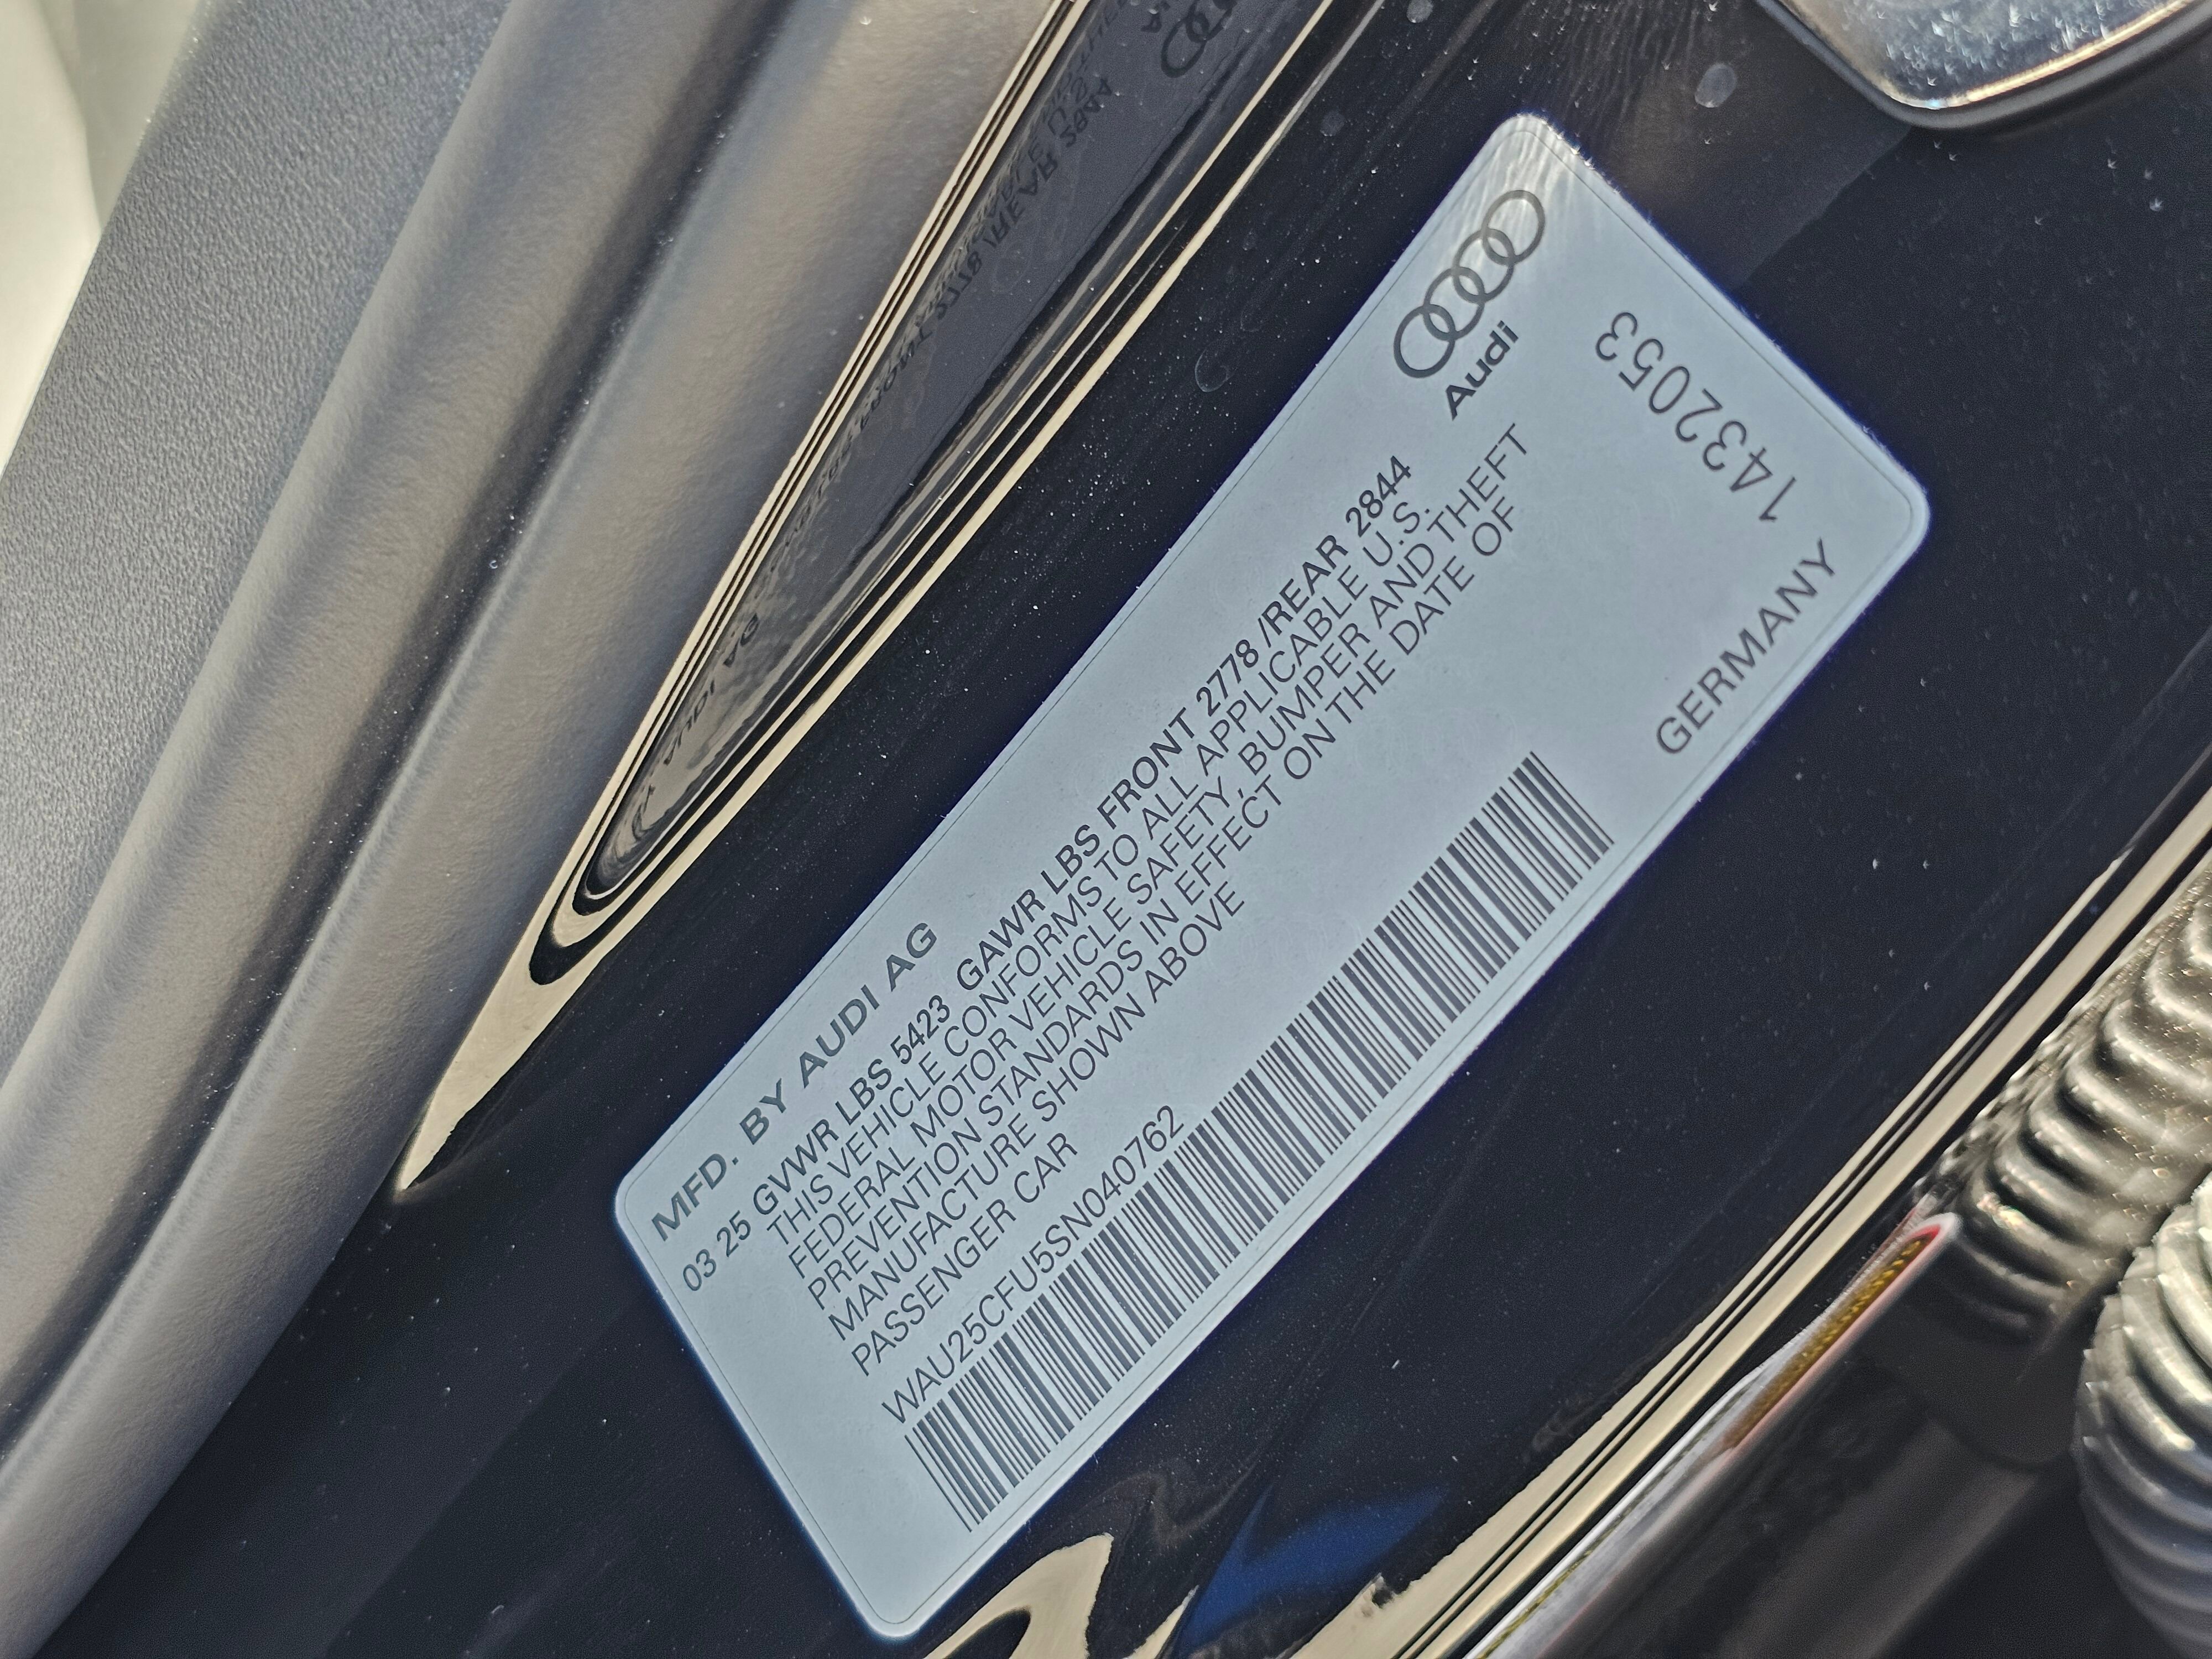 MFD. BY AUDI AG
03 25 GVWR LBS 5423 GAWR LBS FRONT 2778 /REAR 2844
THIS VEHICLE CONFORMS TO ALL APPLICABLE U.S.
FEDERAL MOTOR VEHICLE SAFETY, BUMPER AND THEFT
PREVENTION STANDARDS IN EFFECT ON THE DATE OF
MANUFACTURE SHOWN ABOVE
PASSENGER CAR
WAU25CFU5SN040762
Audi
1432053
GERMANY